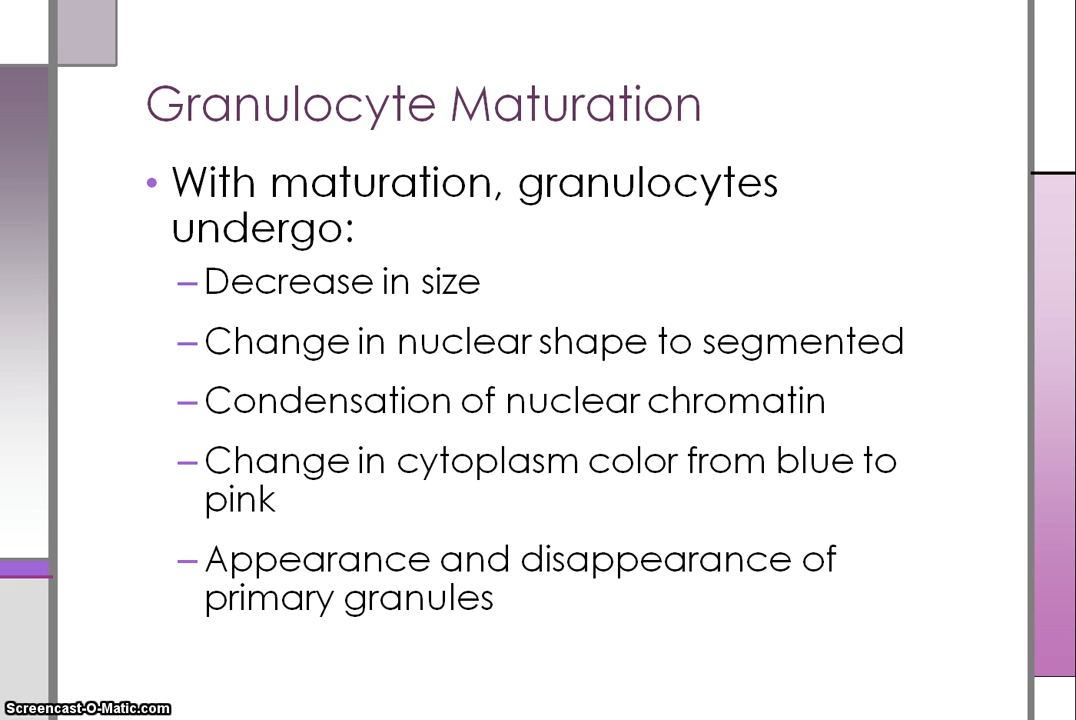 Granulocyte Maturation
• With maturation, granulocytes
undergo:
– Decrease in size
– Change in nuclear shape to segmented
– Condensation of nuclear chromatin
– Change in cytoplasm color from blue to
pink
– Appearance and disappearance of
primary granules
Screencast-O-Matic.com